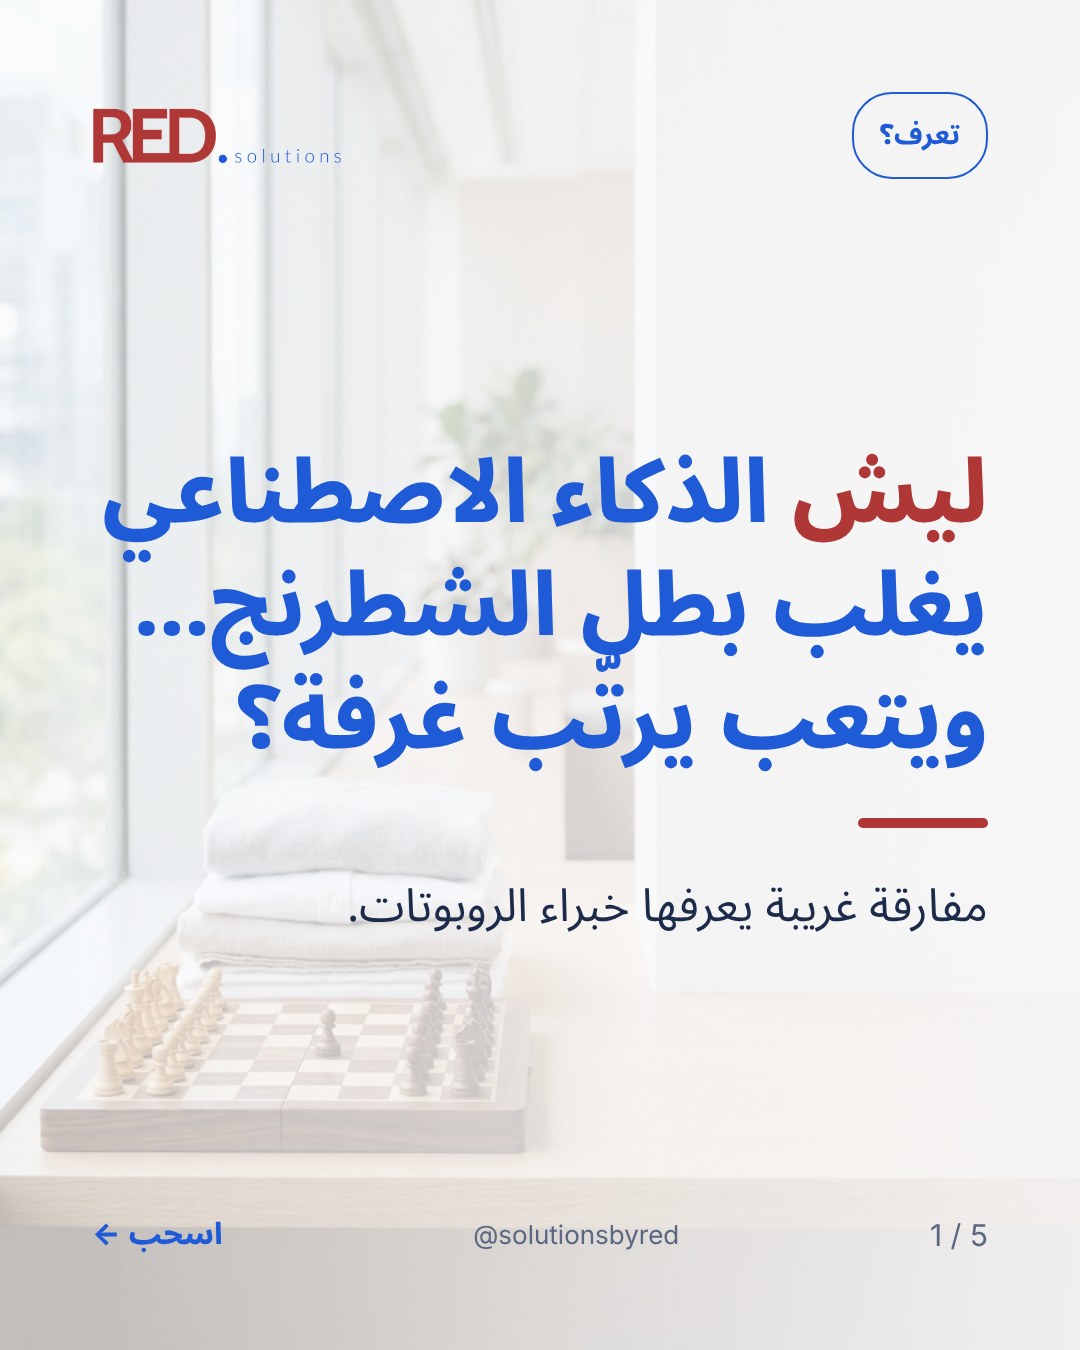 RED.solutions
تعرف؟
ليش الذكاء الاصطناعي
يغلب بطل الشطرنج...
ويتعب يرتّب غرفة؟
مفارقة غريبة يعرفها خبراء الروبوتات.
1 / 5
@solutionsbyred
اسحب ←